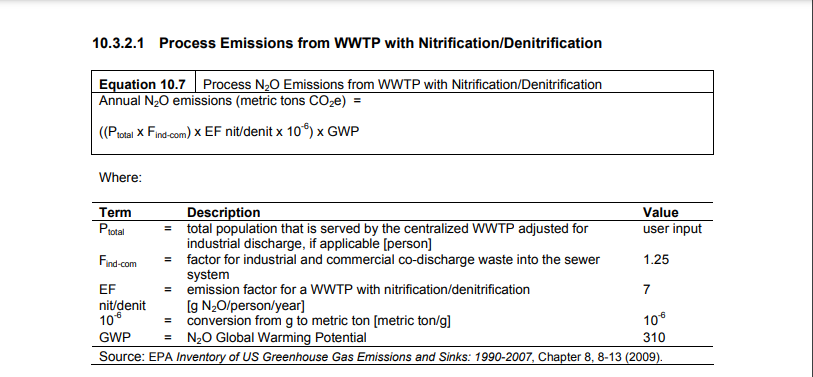 10.3.2.1 Process Emissions from WWTP with Nitrification/Denitrification
Equation 10.7 Process N₂O Emissions from WWTP with Nitrification/Denitrification
Annual N₂O emissions (metric tons CO₂e) =
((Ptotal x Find-com) x EF nit/denit x 10⁻⁶) x GWP
Where:
Term Description Value
Ptotal = total population that is served by the centralized WWTP adjusted for user input
industrial discharge, if applicable [person]
Find-com = factor for industrial and commercial co-discharge waste into the sewer 1.25
system
EF = emission factor for a WWTP with nitrification/denitrification 7
nit/denit [g N₂O/person/year]
10⁻⁶ = conversion from g to metric ton [metric ton/g] 10⁻⁶
GWP = N₂O Global Warming Potential 310
Source: EPA Inventory of US Greenhouse Gas Emissions and Sinks: 1990-2007, Chapter 8, 8-13 (2009).